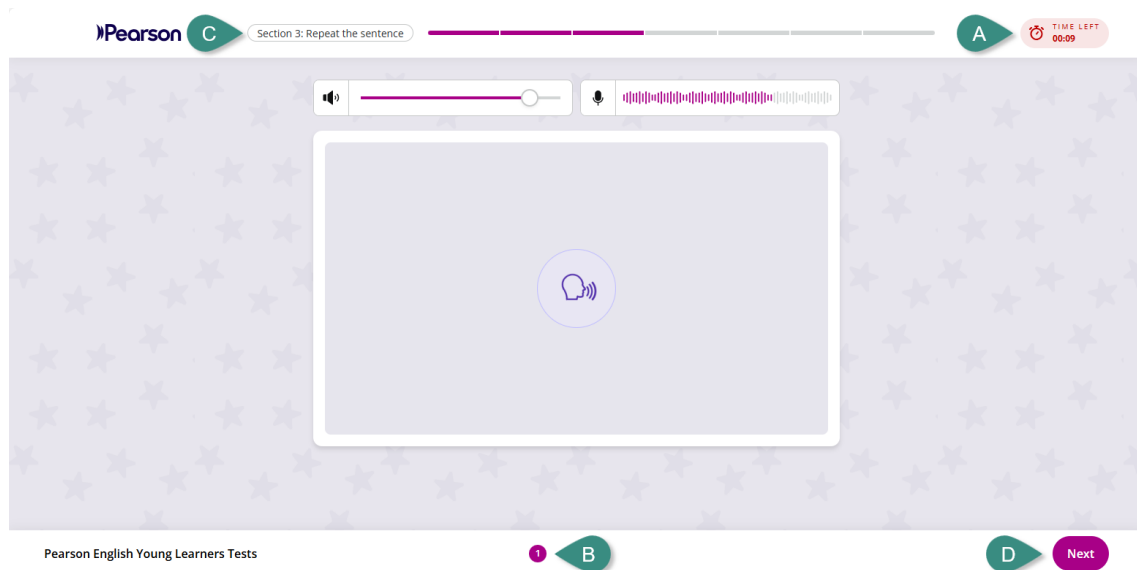 Pearson
C
Section 3: Repeat the sentence
A
TIME LEFT
00:09
Pearson English Young Learners Tests
1
B
D
Next